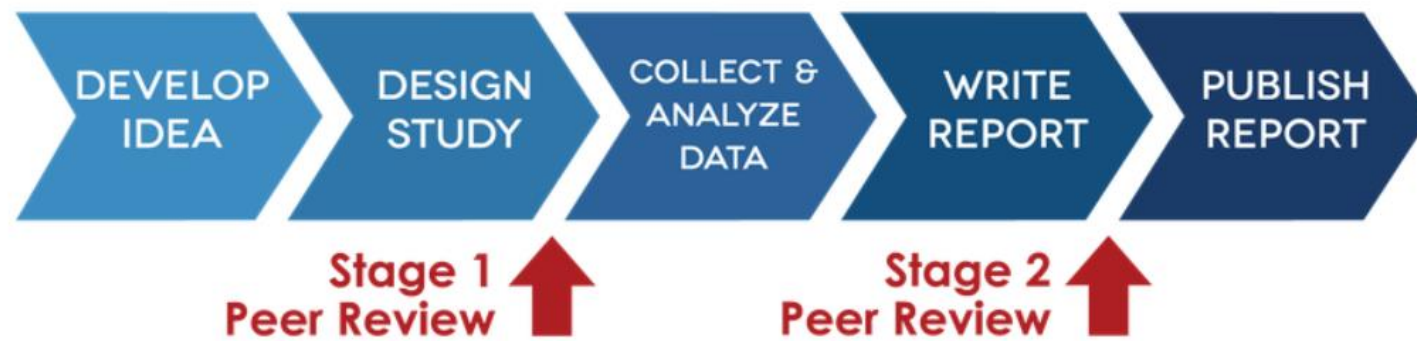 DEVELOP
IDEA
DESIGN
STUDY
COLLECT &
ANALYZE
DATA
WRITE
REPORT
PUBLISH
REPORT
Stage 1
Peer Review
Stage 2
Peer Review